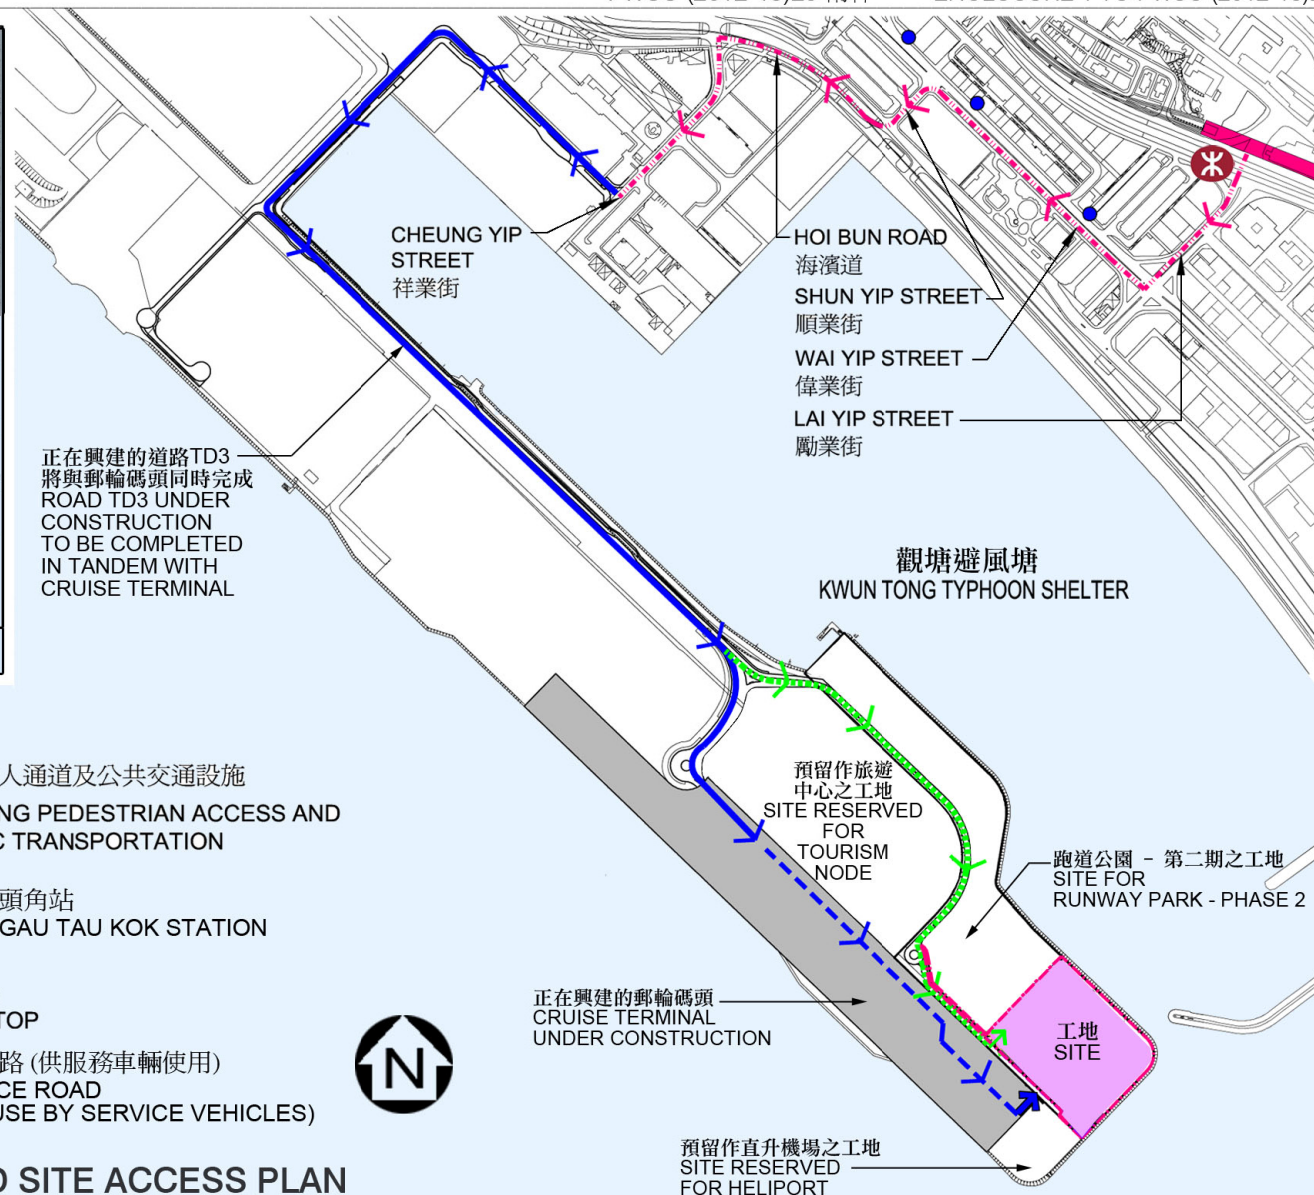 CHEUNG YIP
STREET
祥業街
HOI BUN ROAD
海濱道
SHUN YIP STREET
順業街
WAI YIP STREET
偉業街
LAI YIP STREET
勵業街
正在興建的道路TD3
將與郵輪碼頭同時完成
ROAD TD3 UNDER
CONSTRUCTION
TO BE COMPLETED
IN TANDEM WITH
CRUISE TERMINAL
觀塘避風塘
KWUN TONG TYPHOON SHELTER
人通道及公共交通設施
NG PEDESTRIAN ACCESS AND
C TRANSPORTATION
頭角站
GAU TAU KOK STATION
TOP
路 (供服務車輛使用)
CE ROAD
USE BY SERVICE VEHICLES)
預留作旅遊
中心之工地
SITE RESERVED
FOR
TOURISM
NODE
跑道公園 - 第二期之工地
SITE FOR
RUNWAY PARK - PHASE 2
正在興建的郵輪碼頭
CRUISE TERMINAL
UNDER CONSTRUCTION
工地
SITE
N
預留作直升機場之工地
SITE RESERVED
FOR HELIPORT
D SITE ACCESS PLAN